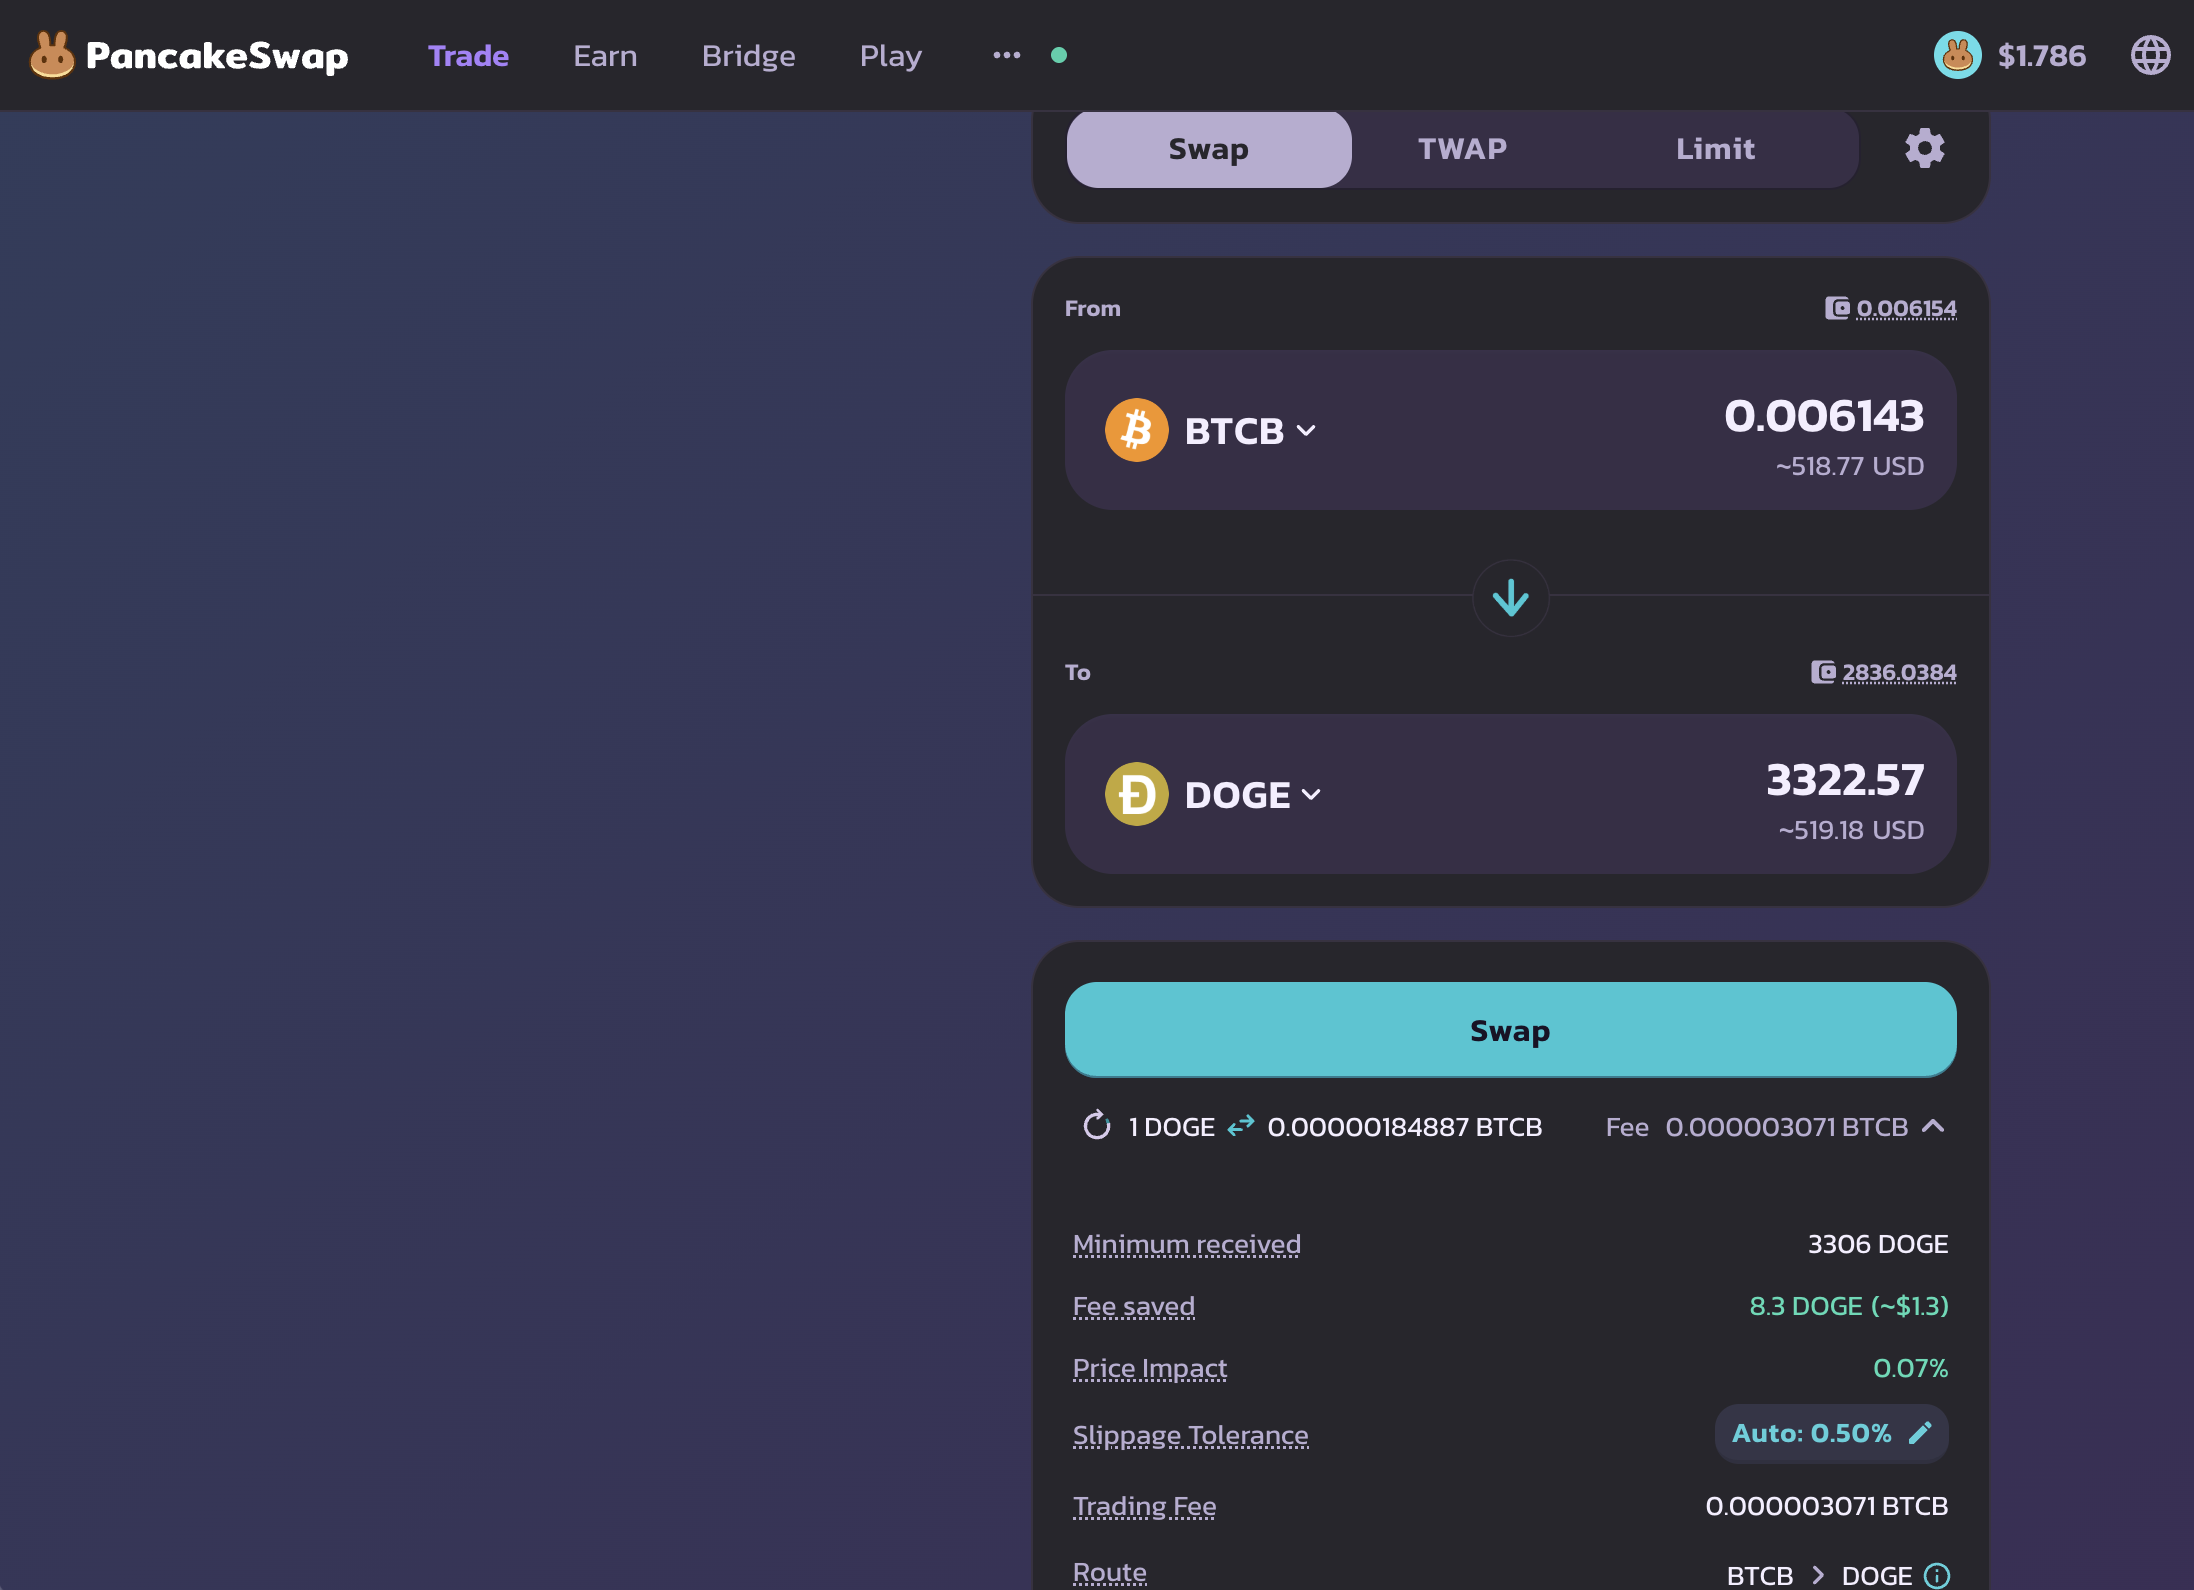 PancakeSwap Trade Earn Bridge Play $1.786
Swap TWAP Limit
From 0.006154
BTCB 0.006143
~518.77 USD
To 2836.0384
DOGE 3322.57
~519.18 USD
Swap
1 DOGE 0.00000184887 BTCB Fee 0.000003071 BTCB
Minimum received 3306 DOGE
Fee saved 8.3 DOGE (~$1.3)
Price Impact 0.07%
Slippage Tolerance Auto: 0.50%
Trading Fee 0.000003071 BTCB
Route BTCB > DOGE